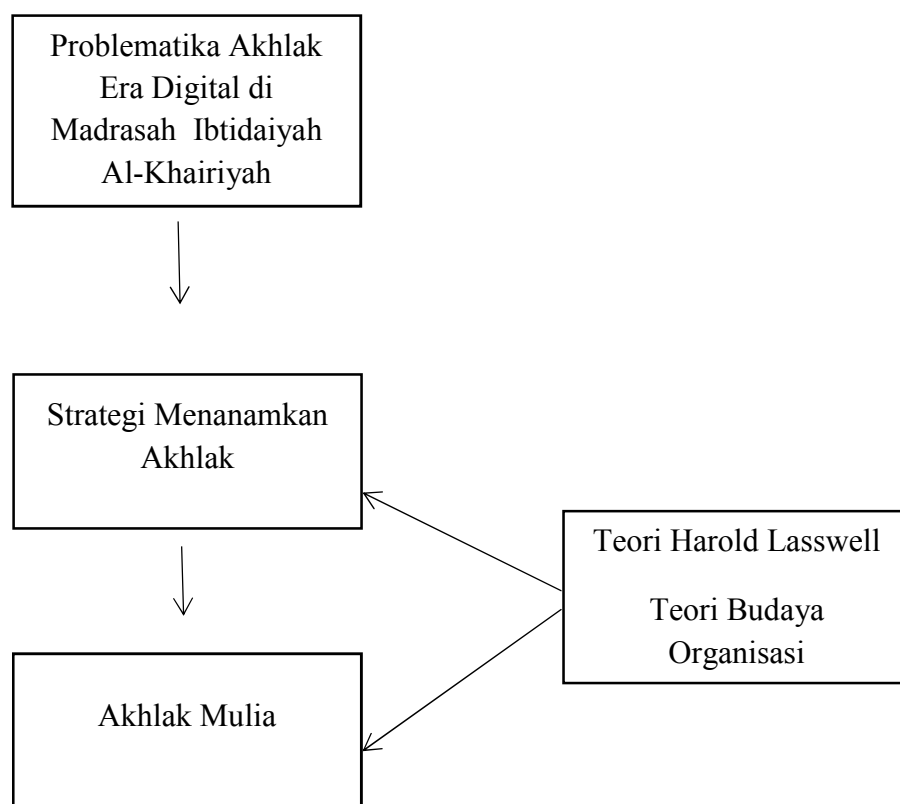 Problematika Akhlak
Era Digital di
Madrasah Ibtidaiyah
Al-Khairiyah
Strategi Menanamkan
Akhlak
Teori Harold Lasswell
Teori Budaya
Organisasi
Akhlak Mulia